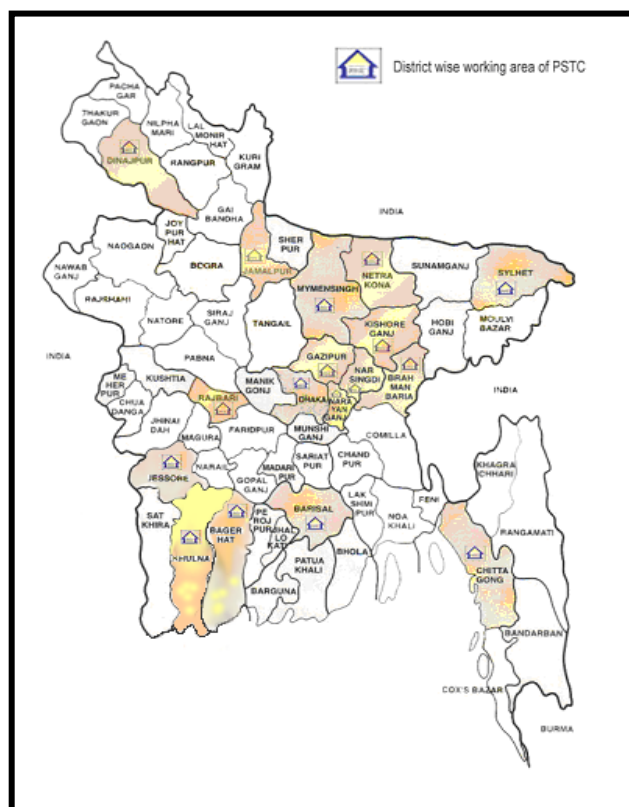 District wise working area of PSTC
PACHA
GAR
THAKUR
GAON
NILPHA
MARI
LAL
MONIR
HAT
DINAJPUR
RANGPUR
KURI
GRAM
GAI
BANDHA
INDIA
JOY
PUR
HAT
SHER
PUR
NAOGAON
NAWAB
GANJ
BOGRA
JAMALPUR
MYMENSINGH
NETRA
KONA
SUNAMGANJ
SYLHET
RAJSHAHI
NATORE
SIRAJ
GANJ
TANGAIL
KISHORE
GANJ
HOBI
GANJ
MOULVI
BAZAR
INDIA
PABNA
GAZIPUR
ME
HER
PUR
KUSHTIA
CHUA
DANGA
RAJBARI
MANIK
GONJ
DHAKA
NAR
SINGDI
BRAH
MAN
BARIA
NARA
YAN
GANJ
INDIA
JHINAI
DAH
MAGURA
FARIDPUR
MUNSHI
GANJ
COMILLA
JESSORE
NARAIL
GOPAL
GANJ
MADARI
PUR
SARIAT
PUR
CHAND
PUR
KHAGRA
CHHARI
SAT
KHIRA
KHULNA
BAGER
HAT
PE
ROJ
PUR
JHA
LO
KATI
BARISAL
LAK
SHMI
PUR
NOA
KHALI
FENI
RANGAMATI
PATUA
KHALI
BHOLA
BARGUNA
CHITTA
GONG
BANDARBAN
COX'S BAZAR
BURMA